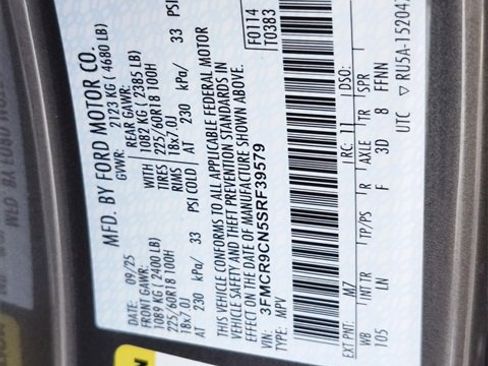 MFD. BY FORD MOTOR CO.
DATE: 09/25 GVWR: 2123 KG ( 4680 LB)
FRONT GAWR: REAR GAWR:
1089 KG ( 2400 LB) WITH 1082 KG ( 2385 LB)
225/60R18 100H TIRES 225/60R18 100H
18x7.0J RIMS 18x7.0J
AT 230 kPa/ 33 PSI COLD AT 230 kPa/ 33 PSI
THIS VEHICLE CONFORMS TO ALL APPLICABLE FEDERAL MOTOR
VEHICLE SAFETY AND THEFT PREVENTION STANDARDS IN
EFFECT ON THE DATE OF MANUFACTURE SHOWN ABOVE.
VIN: 3FMCR9CN5SRF39579 F0114
TYPE: MPV T0383
EXT PNT: M7 RC: 11 DSO:
WB INT TR TP/PS R AXLE TR SPR
105 LN F 3D 8 FFNN
UTC ▽ RU5A-15204